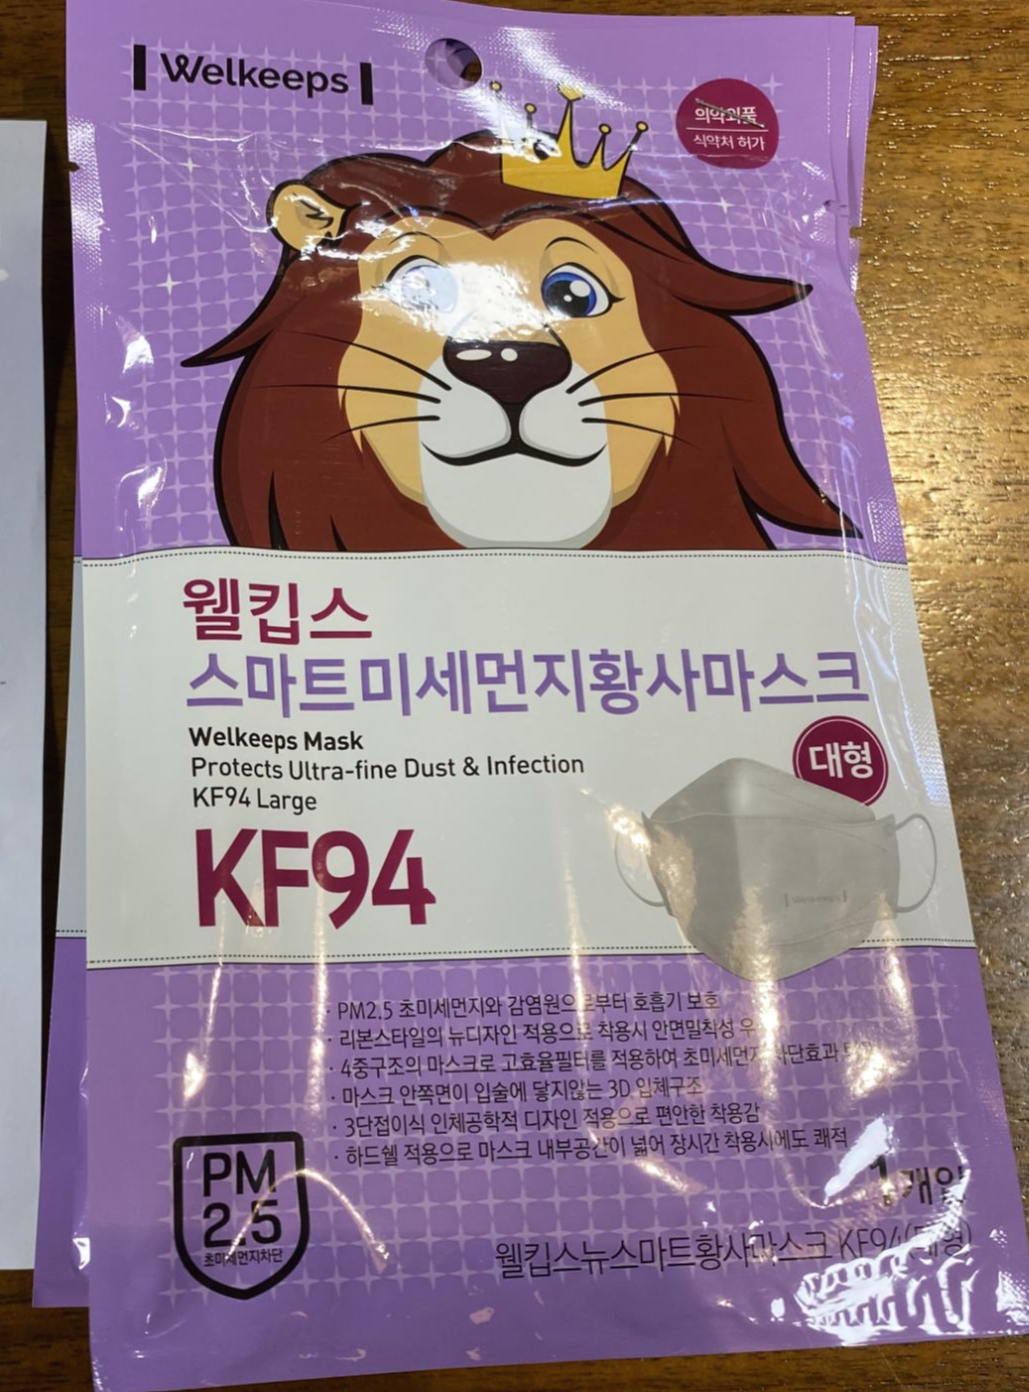 Welkeeps
의약외품
식약처 허가
웰킵스
스마트미세먼지황사마스크
Welkeeps Mask
Protects Ultra-fine Dust & Infection
KF94 Large
대형
KF94
Welkeeps
· PM2.5 초미세먼지와 감염원으로부터 호흡기 보호
· 리본스타일의 뉴디자인 적용으로 착용시 안면밀착성 우
· 4중구조의 마스크로 고효율필터를 적용하여 초미세먼지 차단효과
· 마스크 안쪽면이 입술에 닿지않는 3D 입체구조
· 3단접이식 인체공학적 디자인 적용으로 편안한 착용감
· 하드쉘 적용으로 마스크 내부공간이 넓어 장시간 착용시에도 쾌적
PM
2.5
초미세먼지차단
1개입
웰킵스뉴스마트황사마스크 KF94(대형)